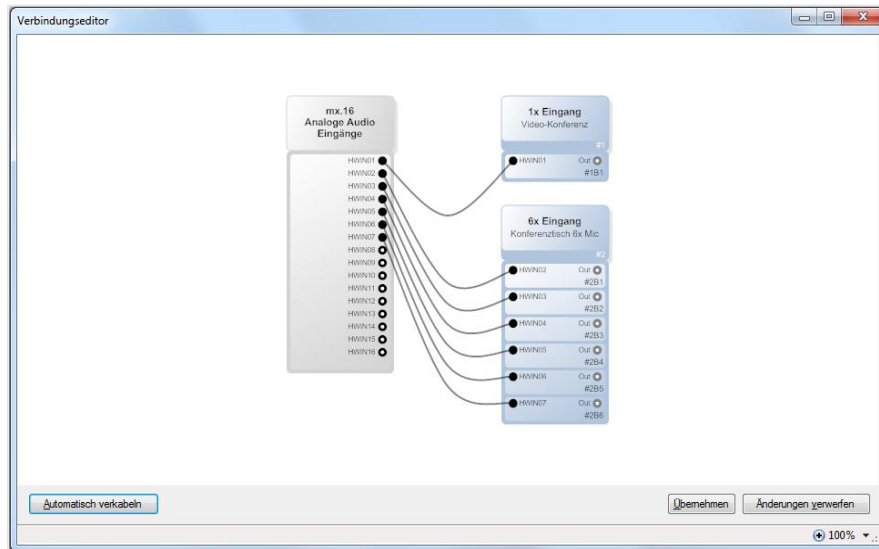 Verbindungseditor
mx.16
Analoge Audio
Eingänge
HWIN01
HWIN02
HWIN03
HWIN04
HWIN05
HWIN06
HWIN07
HWIN08
HWIN09
HWIN10
HWIN11
HWIN12
HWIN13
HWIN14
HWIN15
HWIN16
1x Eingang
Video-Konferenz
#1
HWIN01 Out
#1B1
6x Eingang
Konferenztisch 6x Mic
#2
HWIN02 Out
#2B1
HWIN03 Out
#2B2
HWIN04 Out
#2B3
HWIN05 Out
#2B4
HWIN06 Out
#2B5
HWIN07 Out
#2B6
Automatisch verkabeln
Übernehmen
Änderungen verwerfen
100%